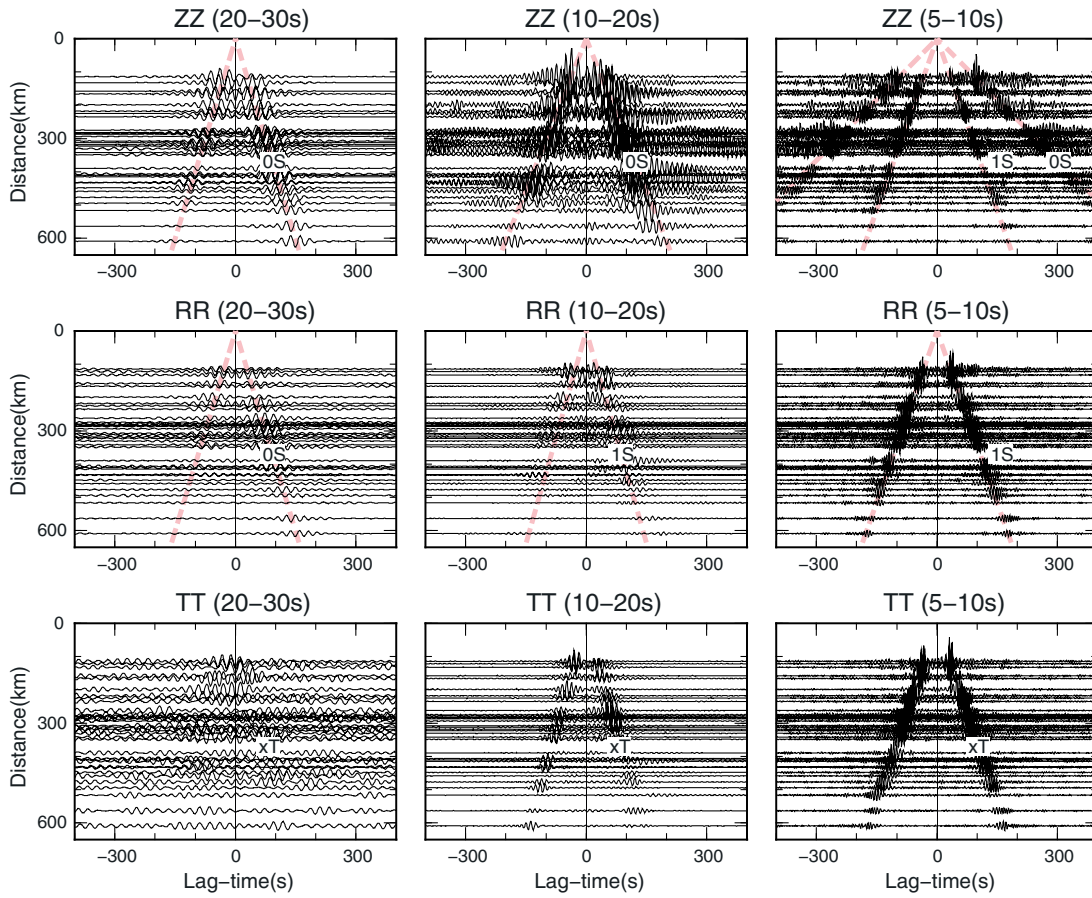 ZZ (20−30s)
ZZ (10−20s)
ZZ (5−10s)
Distance(km)
0
300
600
0S
0S
1S
0S
−300
0
300
−300
0
300
−300
0
300
RR (20−30s)
RR (10−20s)
RR (5−10s)
Distance(km)
0
300
600
0S
1S
1S
−300
0
300
−300
0
300
−300
0
300
TT (20−30s)
TT (10−20s)
TT (5−10s)
Distance(km)
0
300
600
xT
xT
xT
−300
0
300
−300
0
300
−300
0
300
Lag−time(s)
Lag−time(s)
Lag−time(s)